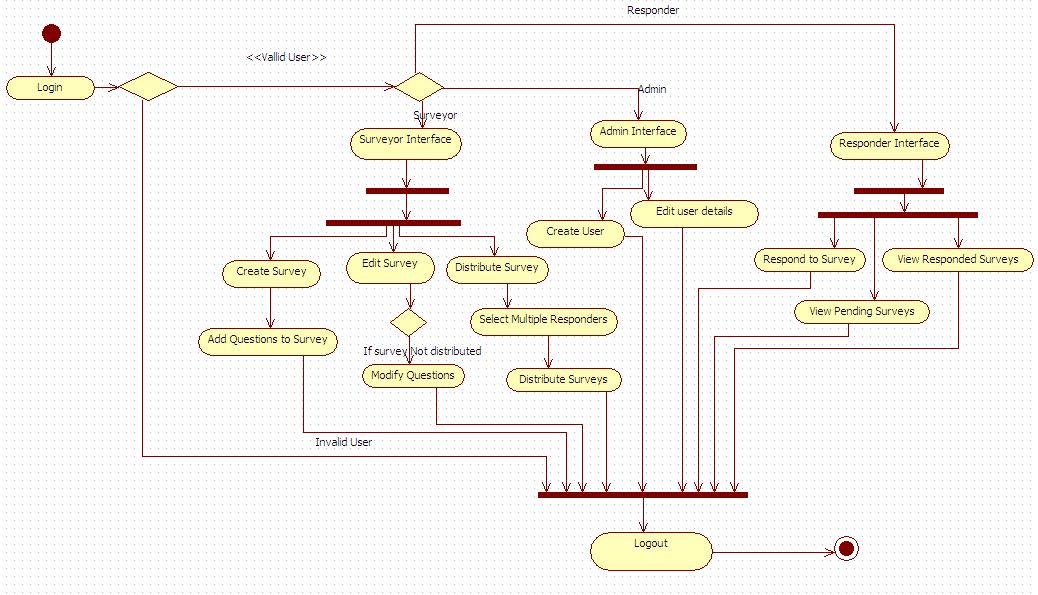 Responder
<<Vallid User>>
Login
Admin
Surveyor
Admin Interface
Surveyor Interface
Responder Interface
Edit user details
Create User
Respond to Survey
View Responded Surveys
Create Survey
Edit Survey
Distribute Survey
View Pending Surveys
Select Multiple Responders
Add Questions to Survey
If survey Not distributed
Modify Questions
Distribute Surveys
Invalid User
Logout